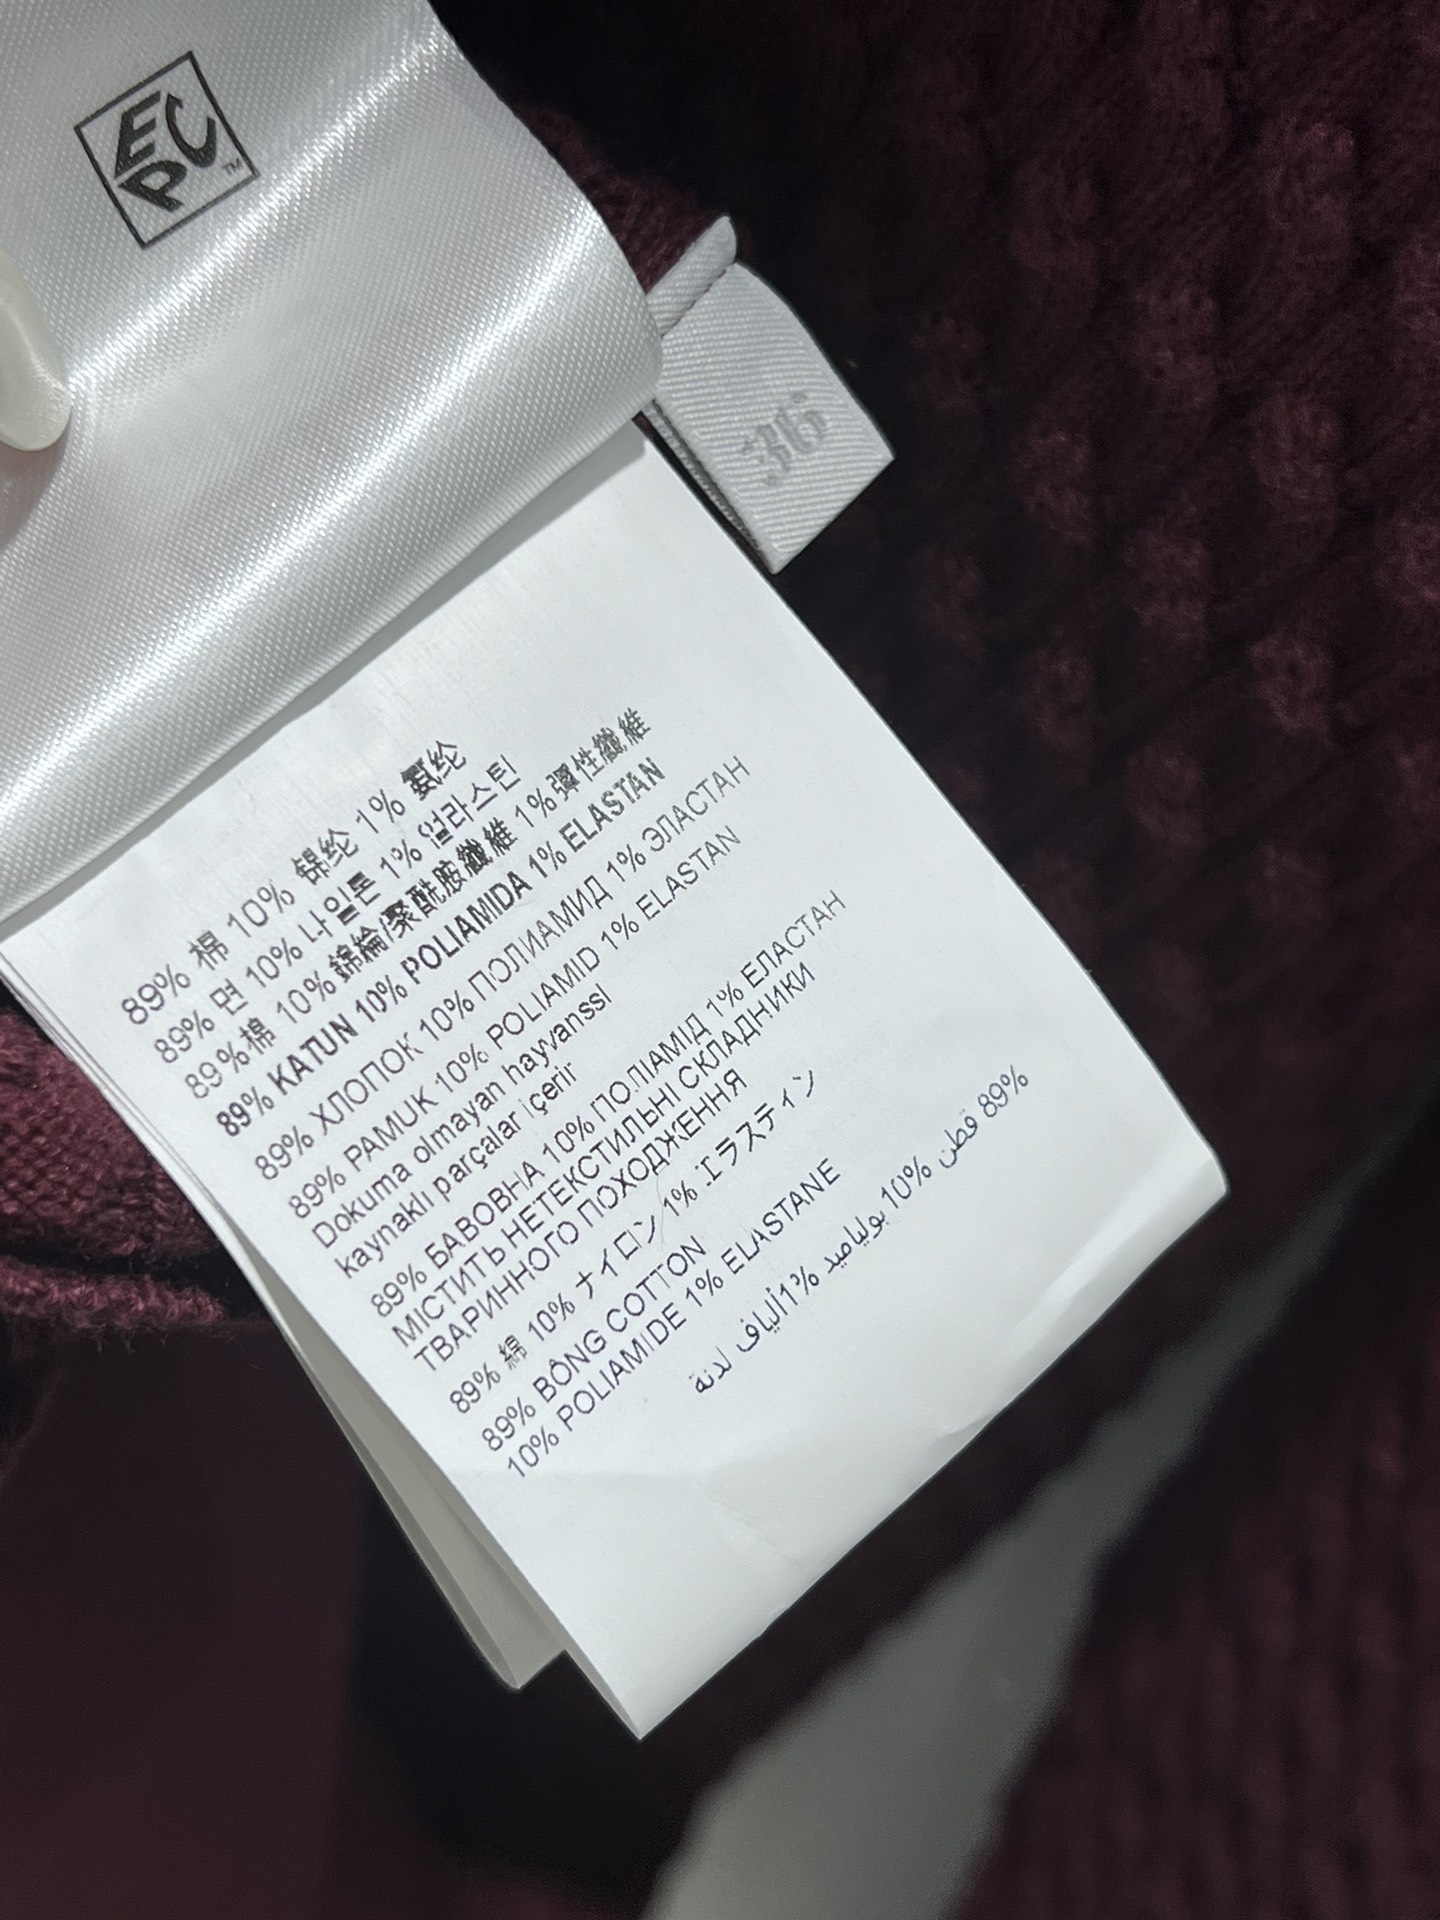 EPC™
36
89% 棉 10% 锦纶 1% 氨纶
89% 면 10% 나일론 1% 얼라스틴
89%棉 10%錦綸/聚酰胺纖維 1%彈性纖維
89% KATUN 10% POLIAMIDA 1% ELASTAN
89% ХЛОПОК 10% ПОЛИАМИД 1% ЭЛАСТАН
89% PAMUK 10% POLIAMID 1% ELASTAN
Dokuma olmayan hayvanssl
kaynaklı parçalar içerir
89% БАВОВНА 10% ПОЛІАМІД 1% ЕЛАСТАН
МІСТИТЬ НЕТЕКСТИЛЬНІ СКЛАДНИКИ
ТВАРИННОГО ПОХОДЖЕННЯ
89% 綿 10% ナイロン 1% エラスティン
89% BÔNG COTTON
10% POLIAMIDE 1% ELASTANE
89% قطن 10% بولياميد 1% ألياف لدنة